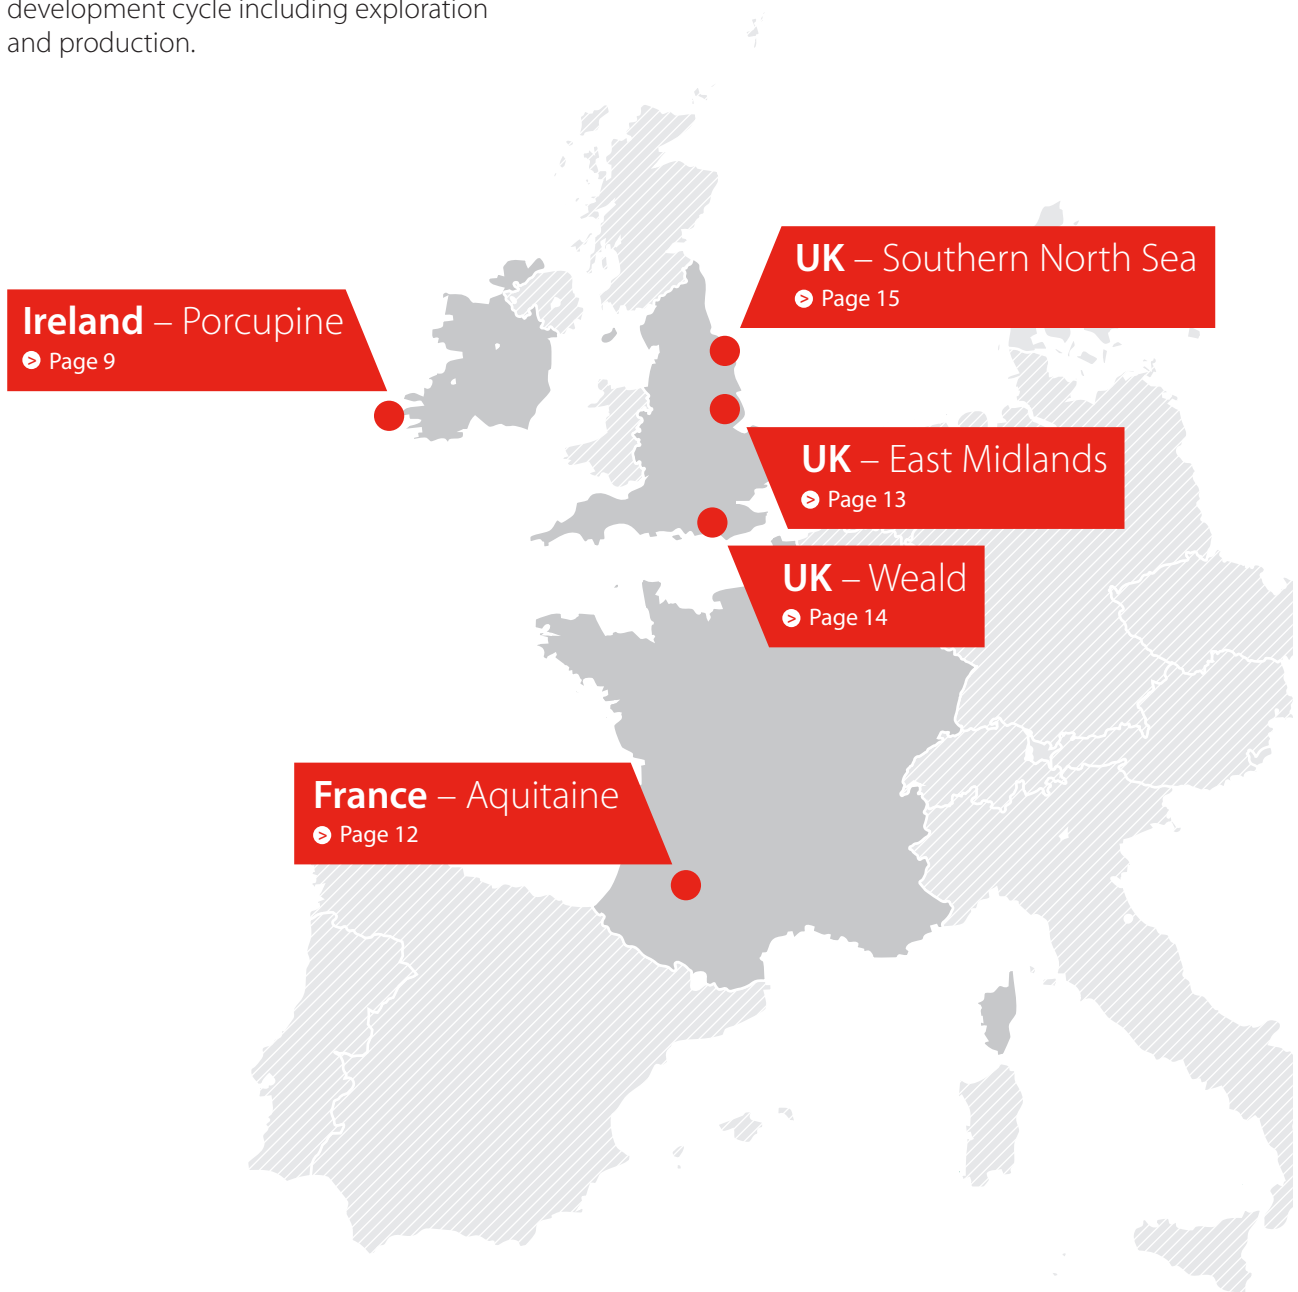 development cycle including exploration
and production.
UK – Southern North Sea
Page 15
Ireland – Porcupine
Page 9
UK – East Midlands
Page 13
UK – Weald
Page 14
France – Aquitaine
Page 12